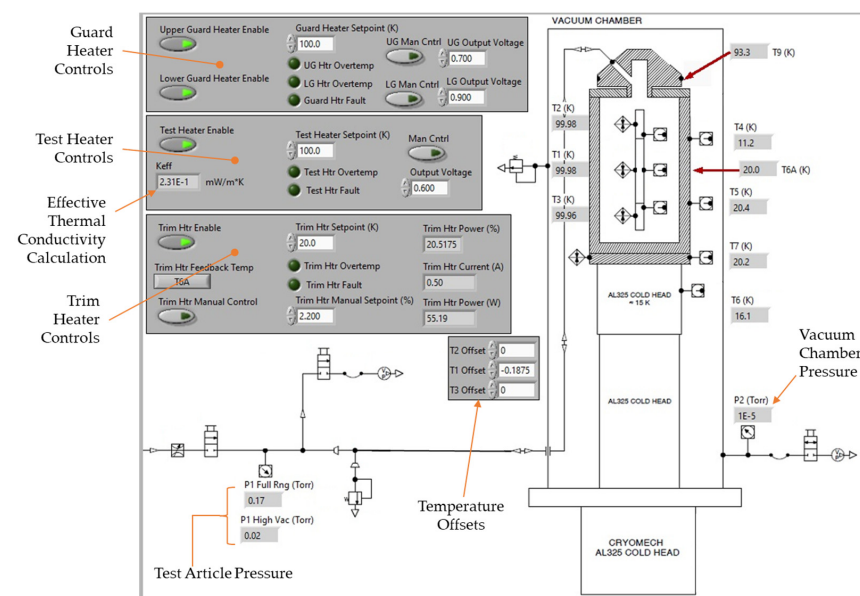 Guard
Heater
Controls
Upper Guard Heater Enable
Lower Guard Heater Enable
Guard Heater Setpoint (K)
100.0
UG Htr Overtemp
LG Htr Overtemp
Guard Htr Fault
UG Man Cntrl
LG Man Cntrl
UG Output Voltage
0.700
LG Output Voltage
0.900
Test Heater
Controls
Test Heater Enable
Keff
2.31E-1 mW/m*K
Test Heater Setpoint (K)
100.0
Test Htr Overtemp
Test Htr Fault
Man Cntrl
Output Voltage
0.600
Effective
Thermal
Conductivity
Calculation
Trim Htr Enable
Trim Htr Feedback Temp
T6A
Trim Htr Manual Control
Trim Htr Setpoint (K)
20.0
Trim Htr Overtemp
Trim Htr Fault
Trim Htr Manual Setpoint (%)
2.200
Trim Htr Power (%)
20.5175
Trim Htr Current (A)
0.50
Trim Htr Power (W)
55.19
Trim
Heater
Controls
T2 Offset 0
T1 Offset -0.1875
T3 Offset 0
Temperature
Offsets
P1 Full Rng (Torr)
0.17
P1 High Vac (Torr)
0.02
Test Article Pressure
VACUUM CHAMBER
93.3 T9 (K)
T2 (K)
99.98
T1 (K)
99.98
T3 (K)
99.96
T4 (K)
11.2
20.0 T6A (K)
T5 (K)
20.4
T7 (K)
20.2
T6 (K)
16.1
AL325 COLD HEAD
≈ 15 K
AL325 COLD HEAD
CRYOMECH
AL325 COLD HEAD
Vacuum
Chamber
Pressure
P2 (Torr)
1E-5